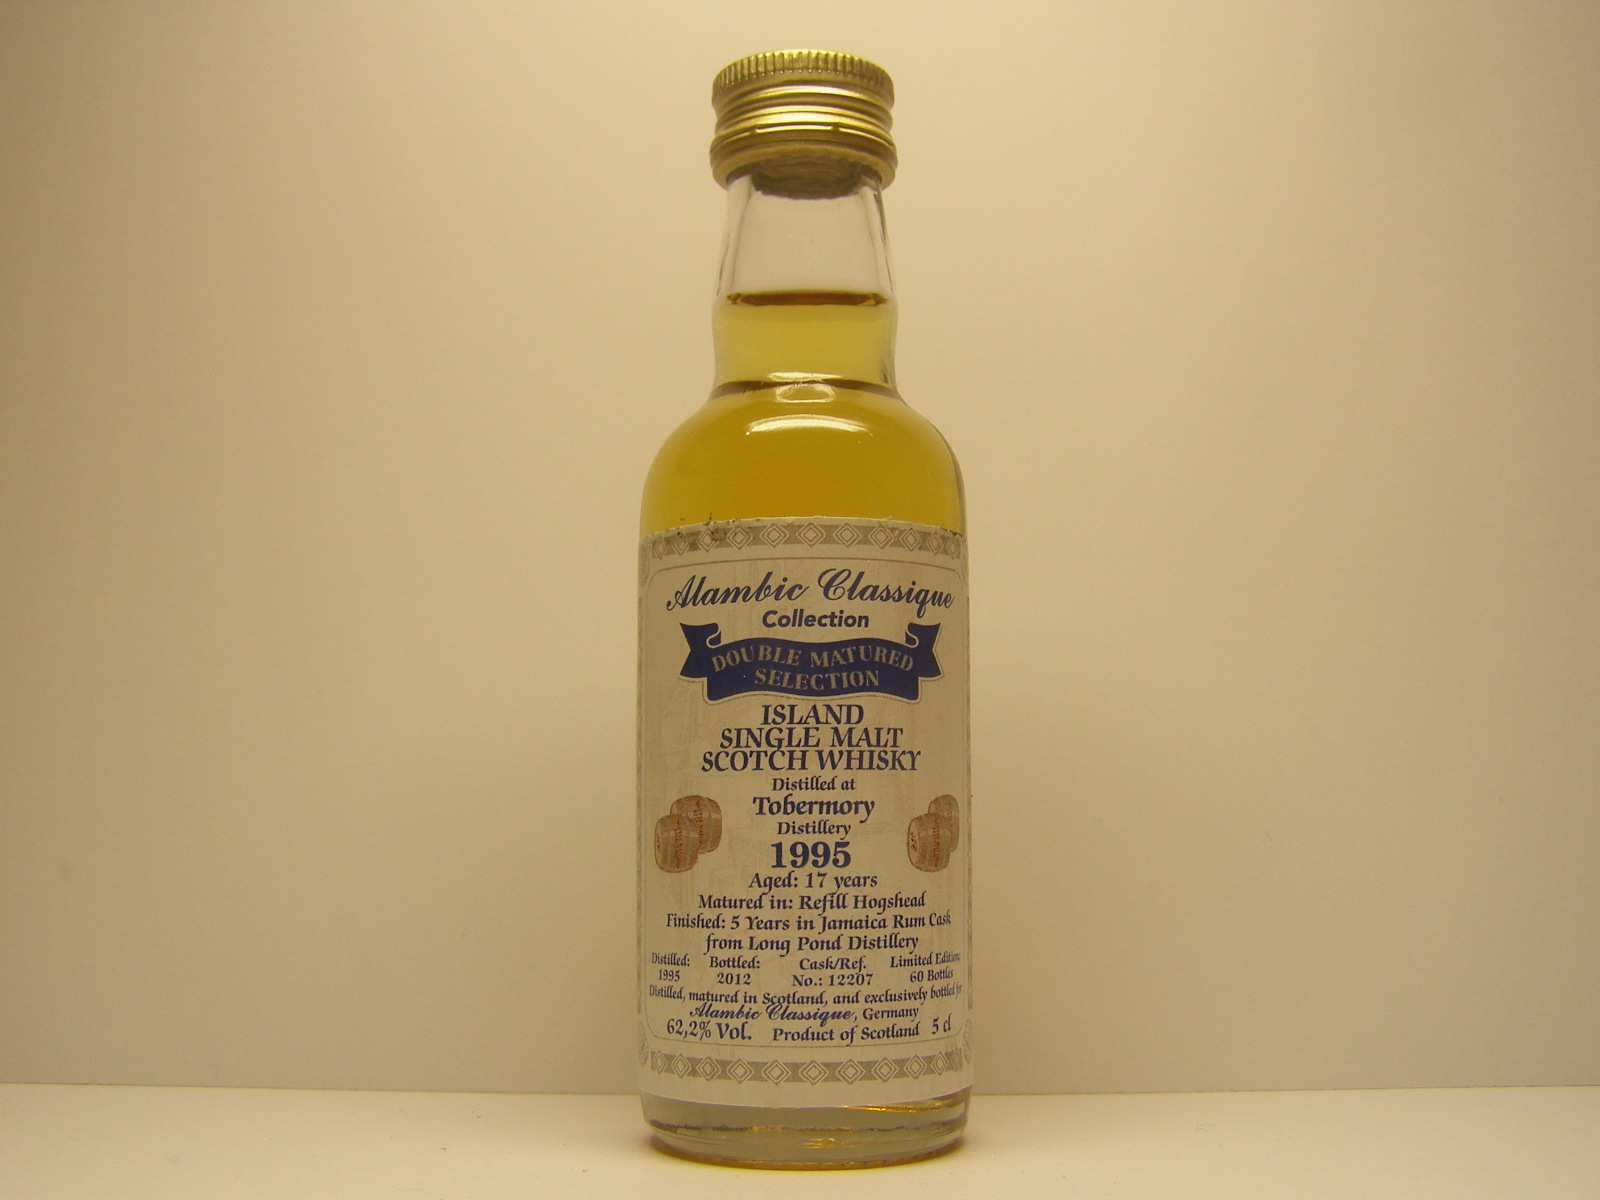 Alambic Classique
Collection
DOUBLE MATURED
SELECTION
ISLAND
SINGLE MALT
SCOTCH WHISKY
Distilled at
Tobermory
Distillery
1995
Aged: 17 years
Matured in: Refill Hogshead
Finished: 5 Years in Jamaica Rum Cask
from Long Pond Distillery
Distilled: Bottled: Cask/Ref. Limited Edition:
1995 2012 No.: 12207 60 Bottles
Distilled, matured in Scotland, and exclusively bottled for
Alambic Classique, Germany
62,2% Vol. Product of Scotland 5 cl